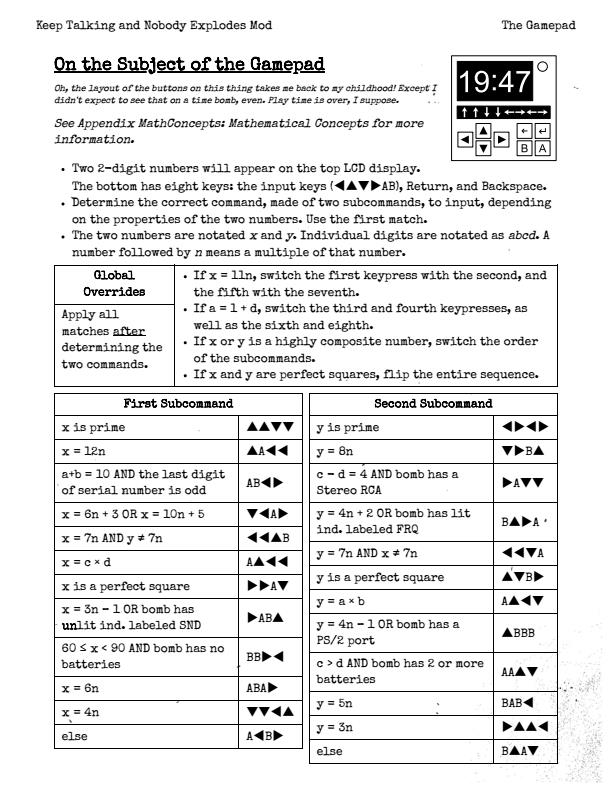 Keep Talking and Nobody Explodes Mod The Gamepad
On the Subject of the Gamepad
Oh, the layout of the buttons on this thing takes me back to my childhood! Except I
didn't expect to see that on a time bomb, even. Play time is over, I suppose.
See Appendix MathConcepts: Mathematical Concepts for more
information.
19:47
↑↑↓↓←→←→
▲ ← ↵
◀ ▶
▼ B A
• Two 2-digit numbers will appear on the top LCD display.
The bottom has eight keys: the input keys (◀▲▼▶AB), Return, and Backspace.
• Determine the correct command, made of two subcommands, to input, depending
on the properties of the two numbers. Use the first match.
• The two numbers are notated x and y. Individual digits are notated as abcd. A
number followed by n means a multiple of that number.
Global
Overrides
Apply all
matches after
determining the
two commands.
• If x = 11n, switch the first keypress with the second, and
the fifth with the seventh.
• If a = 1 + d, switch the third and fourth keypresses, as
well as the sixth and eighth.
• If x or y is a highly composite number, switch the order
of the subcommands.
• If x and y are perfect squares, flip the entire sequence.
First Subcommand
x is prime ▲▲▼▼
x = 12n ▲A◀◀
a+b = 10 AND the last digit
of serial number is odd AB◀▶
x = 6n + 3 OR x = 10n + 5 ▼◀A▶
x = 7n AND y ≠ 7n ◀◀▲B
x = c × d A▲◀◀
x is a perfect square ▶▶A▼
x = 3n - 1 OR bomb has
unlit ind. labeled SND ▶AB▲
60 ≤ x < 90 AND bomb has no
batteries BB▶◀
x = 6n ABA▶
x = 4n ▼▼◀▲
else A◀B▶
Second Subcommand
y is prime ◀▶◀▶
y = 8n ▼▶B▲
c - d = 4 AND bomb has a
Stereo RCA ▶A▼▼
y = 4n + 2 OR bomb has lit
ind. labeled FRQ B▲▶A
y = 7n AND x ≠ 7n ◀◀▼A
y is a perfect square ▲▼B▶
y = a × b A▲◀▼
y = 4n - 1 OR bomb has a
PS/2 port ▲BBB
c > d AND bomb has 2 or more
batteries AA▲▼
y = 5n BAB◀
y = 3n ▶▲▲◀
else B▲A▼